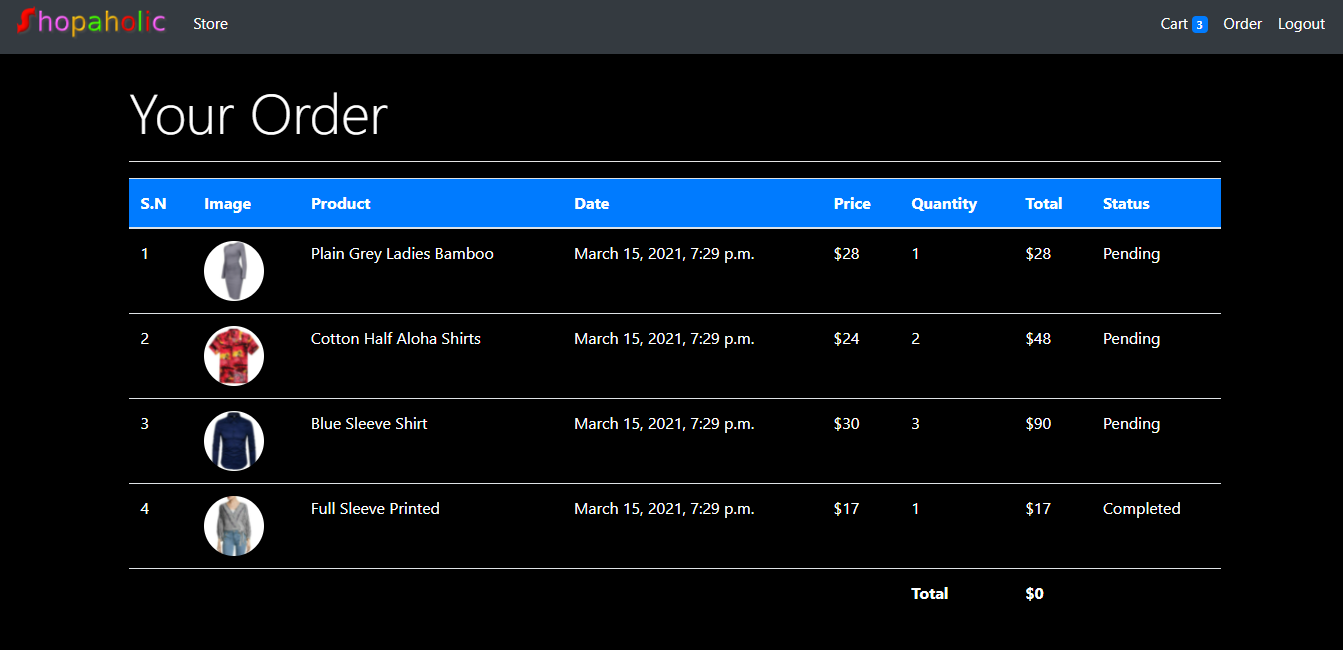 Shopaholic Store Cart 3 Order Logout
Your Order
S.N Image Product Date Price Quantity Total Status
1 Plain Grey Ladies Bamboo March 15, 2021, 7:29 p.m. $28 1 $28 Pending
2 Cotton Half Aloha Shirts March 15, 2021, 7:29 p.m. $24 2 $48 Pending
3 Blue Sleeve Shirt March 15, 2021, 7:29 p.m. $30 3 $90 Pending
4 Full Sleeve Printed March 15, 2021, 7:29 p.m. $17 1 $17 Completed
Total $0